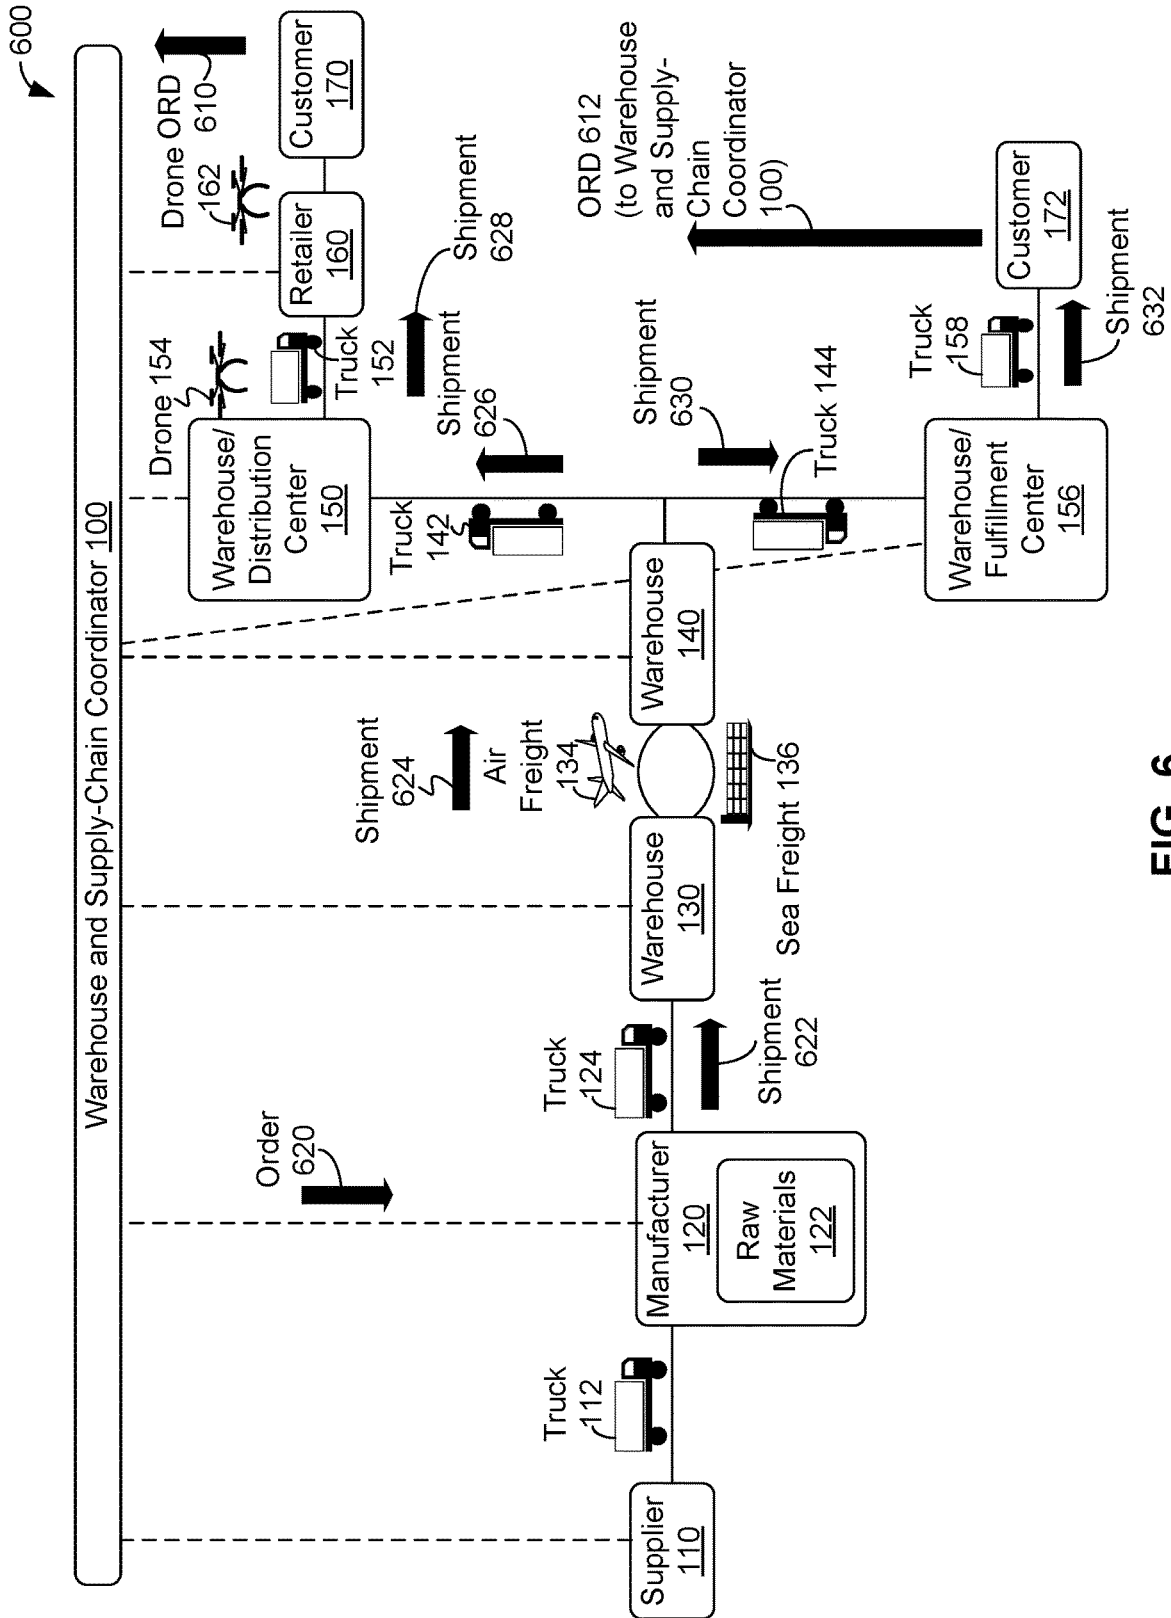 600
Warehouse and Supply-Chain Coordinator 100
Drone ORD
610
Drone 154
162
Customer
170
Retailer
160
Truck
152
Warehouse/
Distribution
Center
150
Shipment
628
Shipment
626
Truck
142
ORD 612
(to Warehouse
and Supply-
Chain
Coordinator
100)
Shipment
630
Truck 144
Shipment
624
Air
Freight
134
Order
620
Truck
112
Truck
124
Supplier
110
Manufacturer
120
Raw
Materials
122
Shipment
622
Warehouse
130
Sea Freight 136
Warehouse
140
Warehouse/
Fulfillment
Center
156
Truck
158
Customer
172
Shipment
632